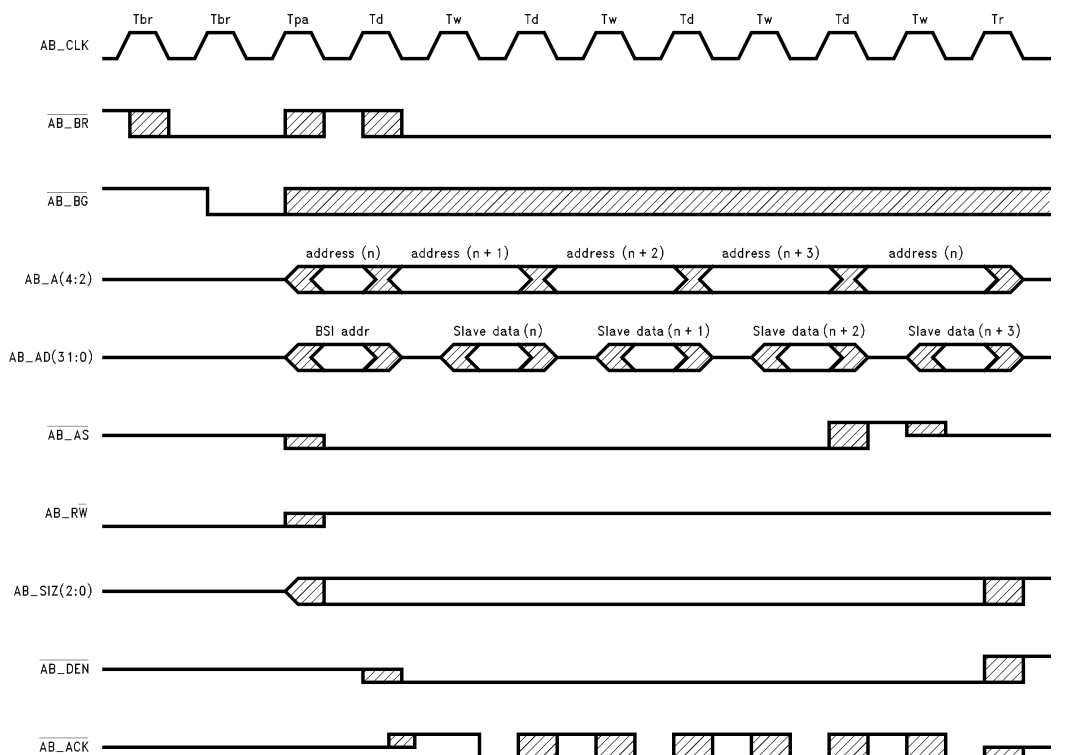 Tbr Tbr Tpa Td Tw Td Tw Td Tw Td Tw Tr
AB_CLK
AB_BR
AB_BG
address (n) address (n + 1) address (n + 2) address (n + 3) address (n)
AB_A(4:2)
BSI addr Slave data (n) Slave data (n + 1) Slave data (n + 2) Slave data (n + 3)
AB_AD(31:0)
AB_AS
AB_RW̅
AB_SIZ(2:0)
AB_DEN
AB_ACK